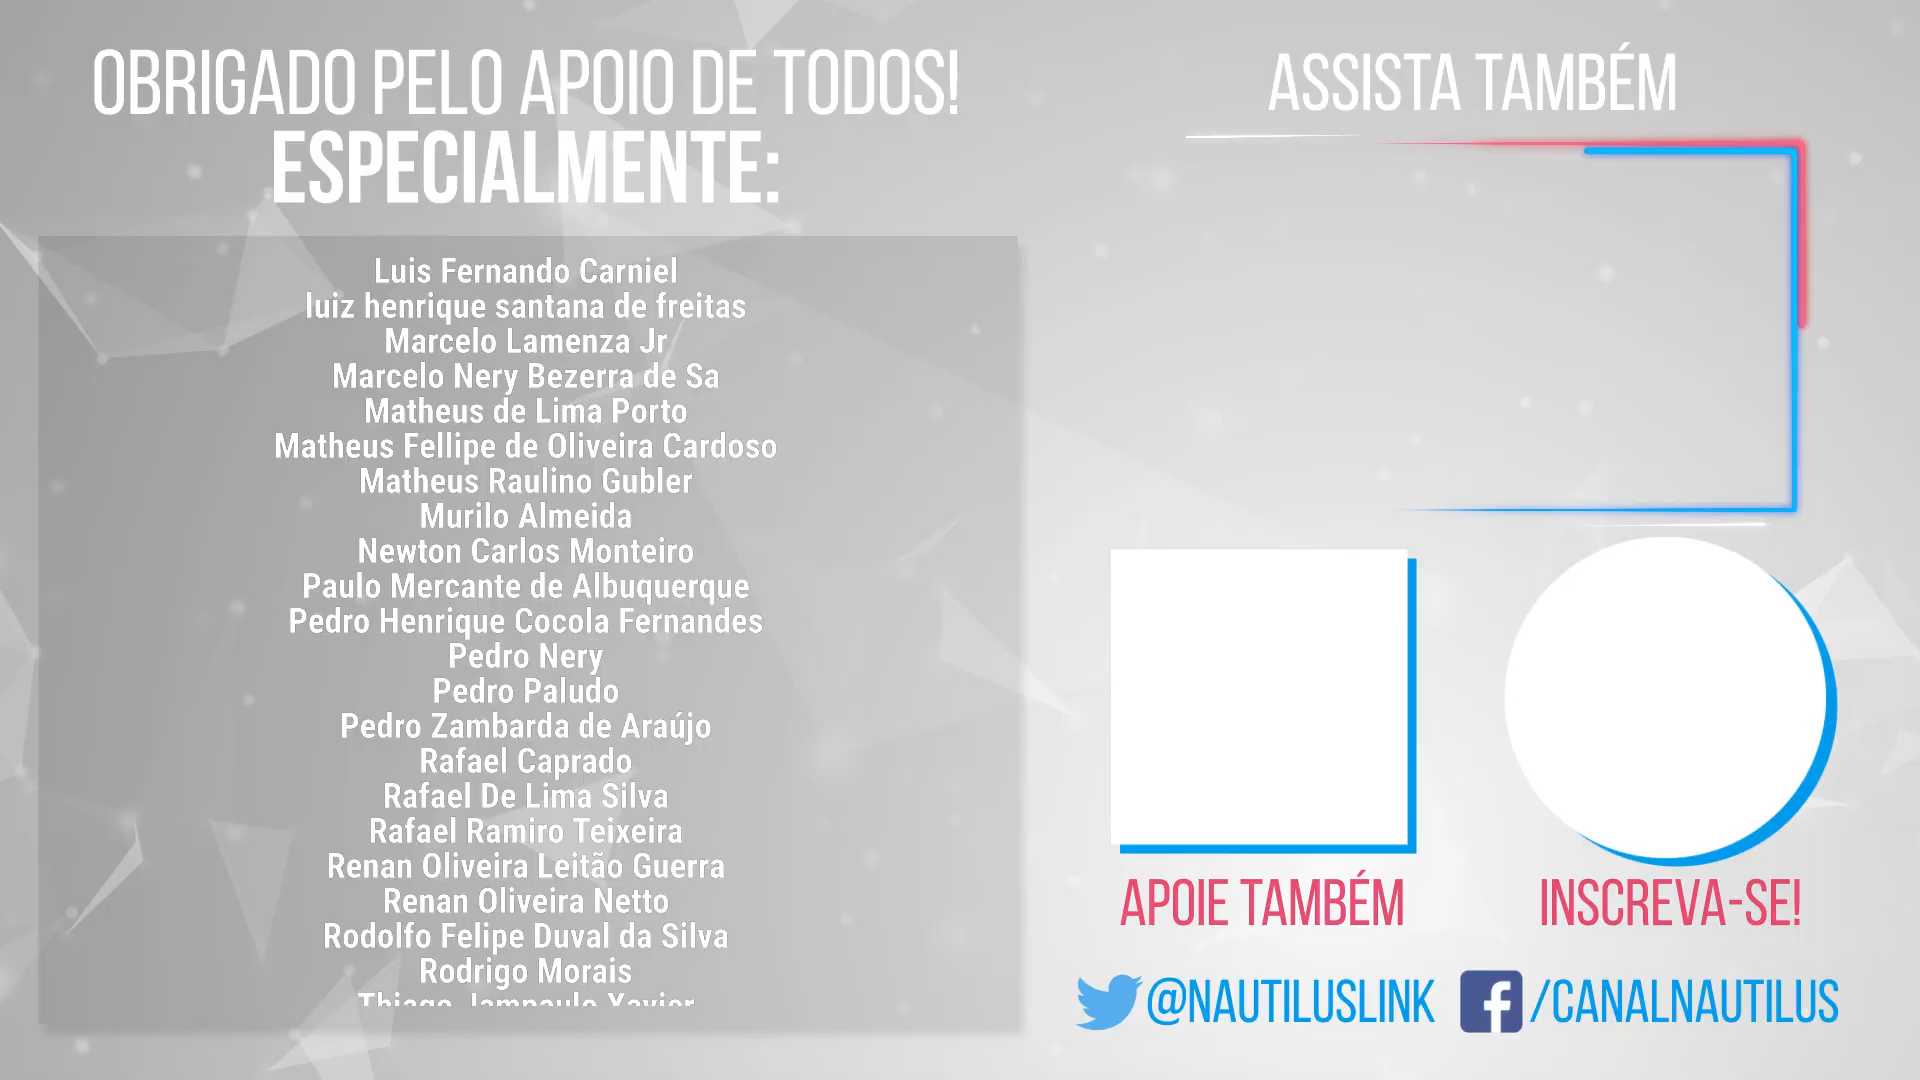 OBRIGADO PELO APOIO DE TODOS!
ESPECIALMENTE:
Luis Fernando Carniel
luiz henrique santana de freitas
Marcelo Lamenza Jr
Marcelo Nery Bezerra de Sa
Matheus de Lima Porto
Matheus Fellipe de Oliveira Cardoso
Matheus Raulino Gubler
Murilo Almeida
Newton Carlos Monteiro
Paulo Mercante de Albuquerque
Pedro Henrique Cocola Fernandes
Pedro Nery
Pedro Paludo
Pedro Zambarda de Araújo
Rafael Caprado
Rafael De Lima Silva
Rafael Ramiro Teixeira
Renan Oliveira Leitão Guerra
Renan Oliveira Netto
Rodolfo Felipe Duval da Silva
Rodrigo Morais
Thiago Jampaulo Xavier
ASSISTA TAMBÉM
APOIE TAMBÉM
INSCREVA-SE!
@NAUTILUSLINK
/CANALNAUTILUS